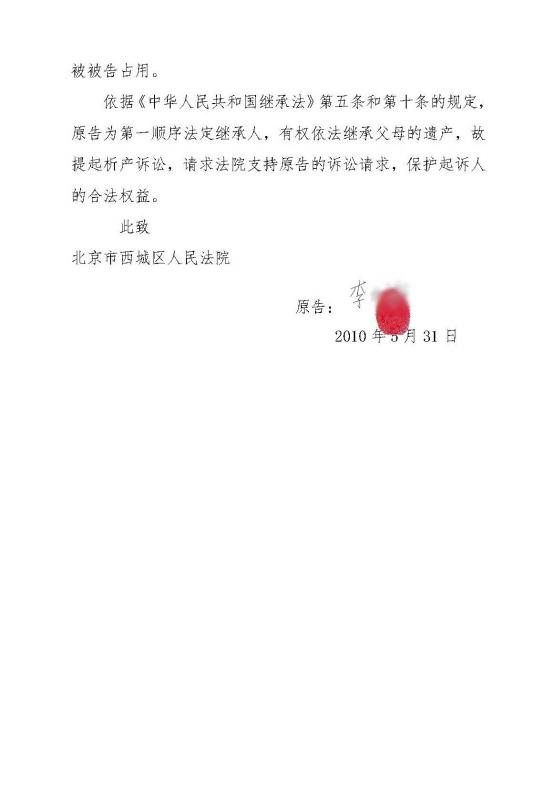 被被告占用。
依据《中华人民共和国继承法》第五条和第十条的规定，
原告为第一顺序法定继承人，有权依法继承父母的遗产，故
提起析产诉讼，请求法院支持原告的诉讼请求，保护起诉人
的合法权益。
此致
北京市西城区人民法院
原告：李
2010 年 5 月 31 日